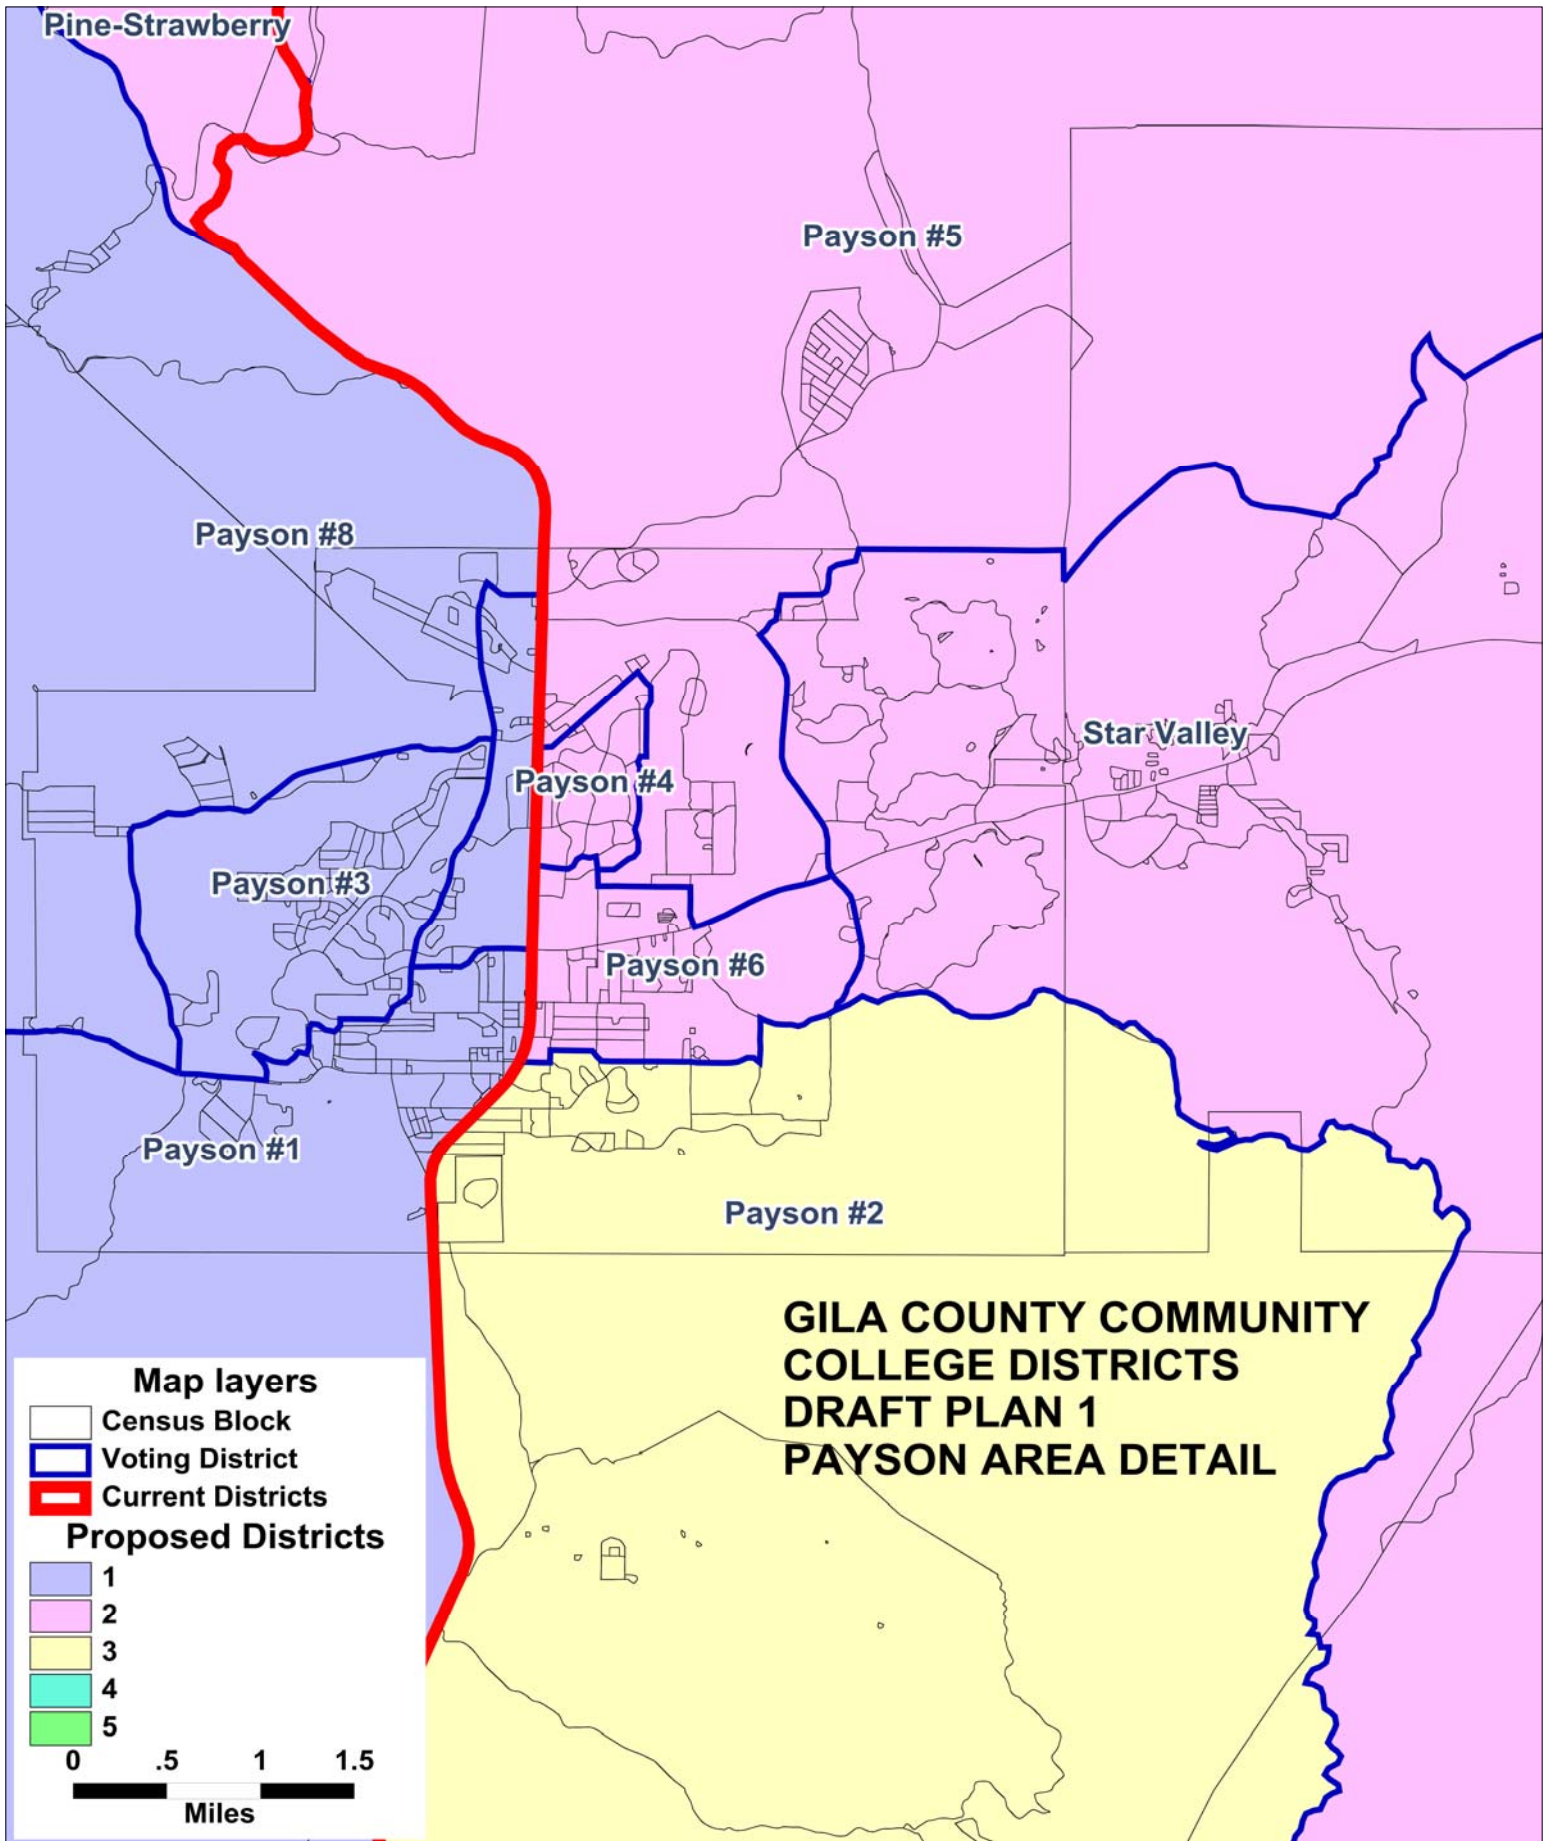 Pine-Strawberry
Payson #5
Payson #8
Star Valley
Payson #4
Payson #3
Payson #6
Payson #1
Payson #2
GILA COUNTY COMMUNITY
COLLEGE DISTRICTS
DRAFT PLAN 1
PAYSON AREA DETAIL
Map layers
Census Block
Voting District
Current Districts
Proposed Districts
1
2
3
4
5
0 .5 1 1.5
Miles